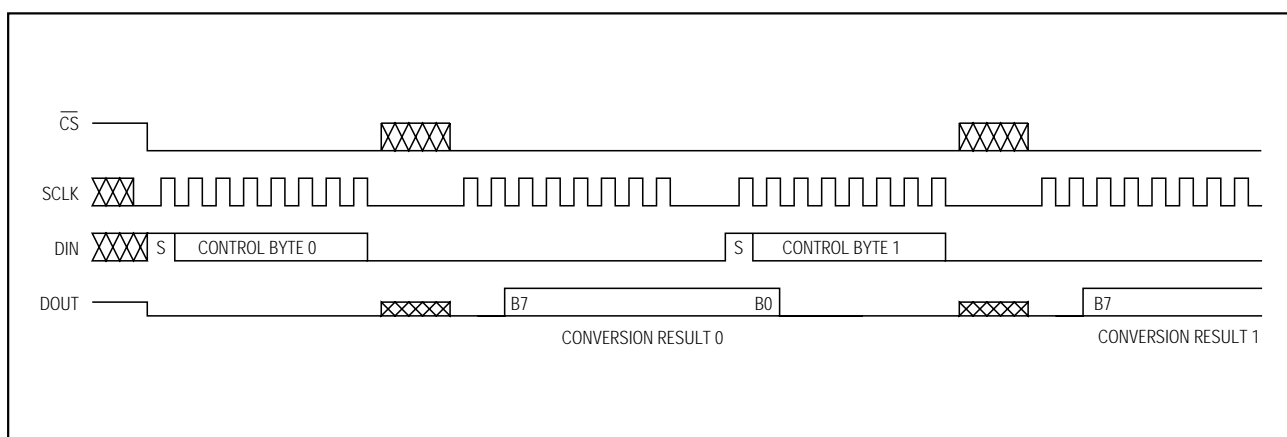 CS
SCLK
DIN S CONTROL BYTE 0 S CONTROL BYTE 1
DOUT B7 B0 B7
CONVERSION RESULT 0 CONVERSION RESULT 1